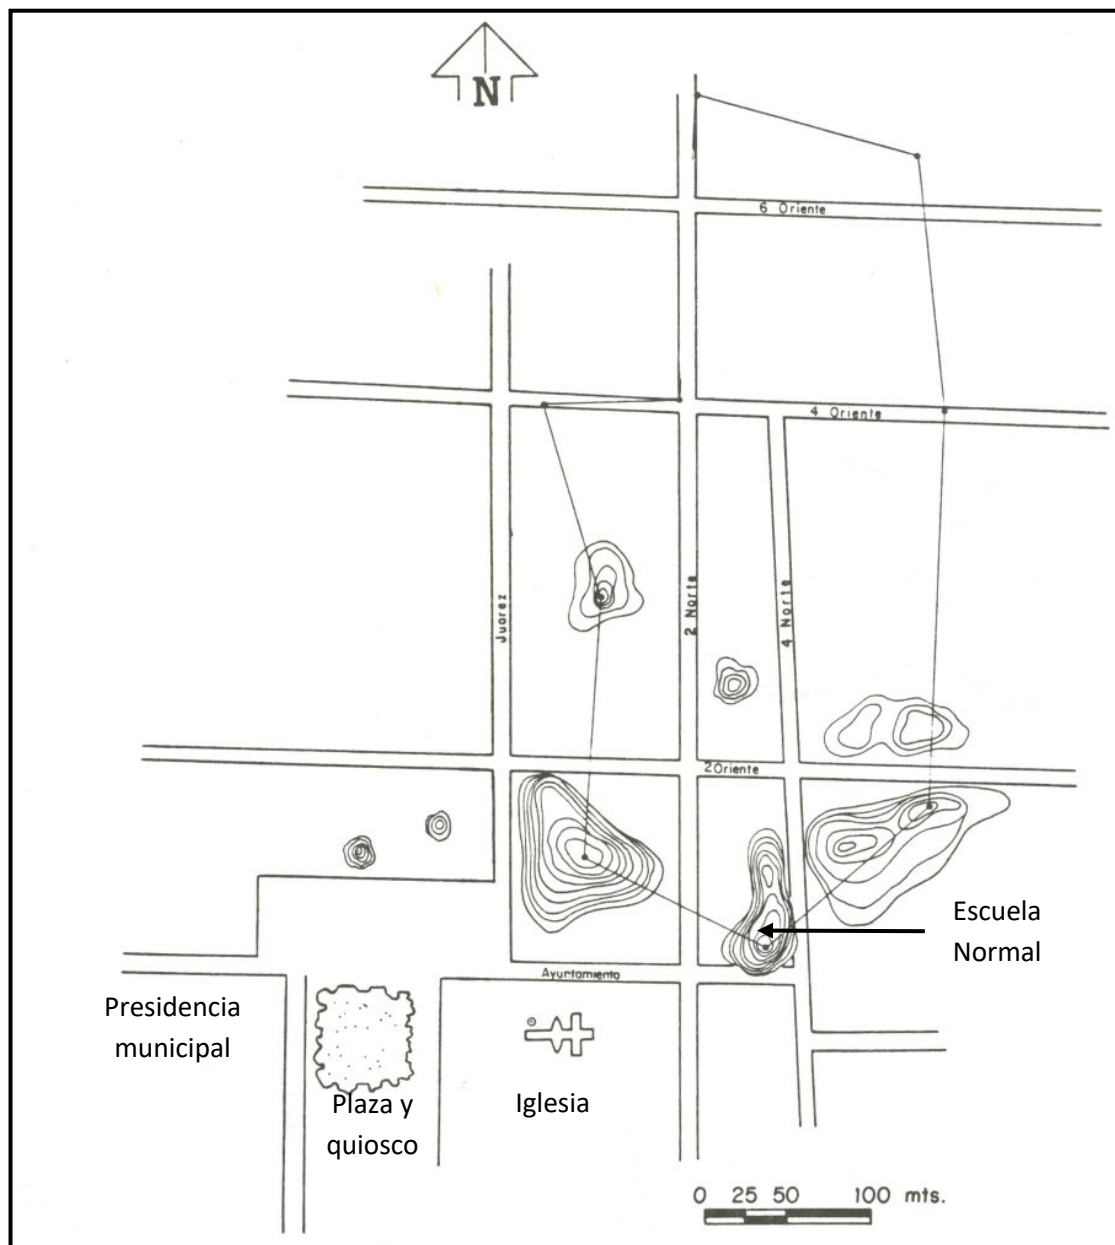 N
6 Oriente
4 Oriente
Juarez
2 Norte
4 Norte
2 Oriente
Escuela
Normal
Ayuntamiento
Presidencia
municipal
Plaza y
quiosco
Iglesia
0 25 50 100 mts.